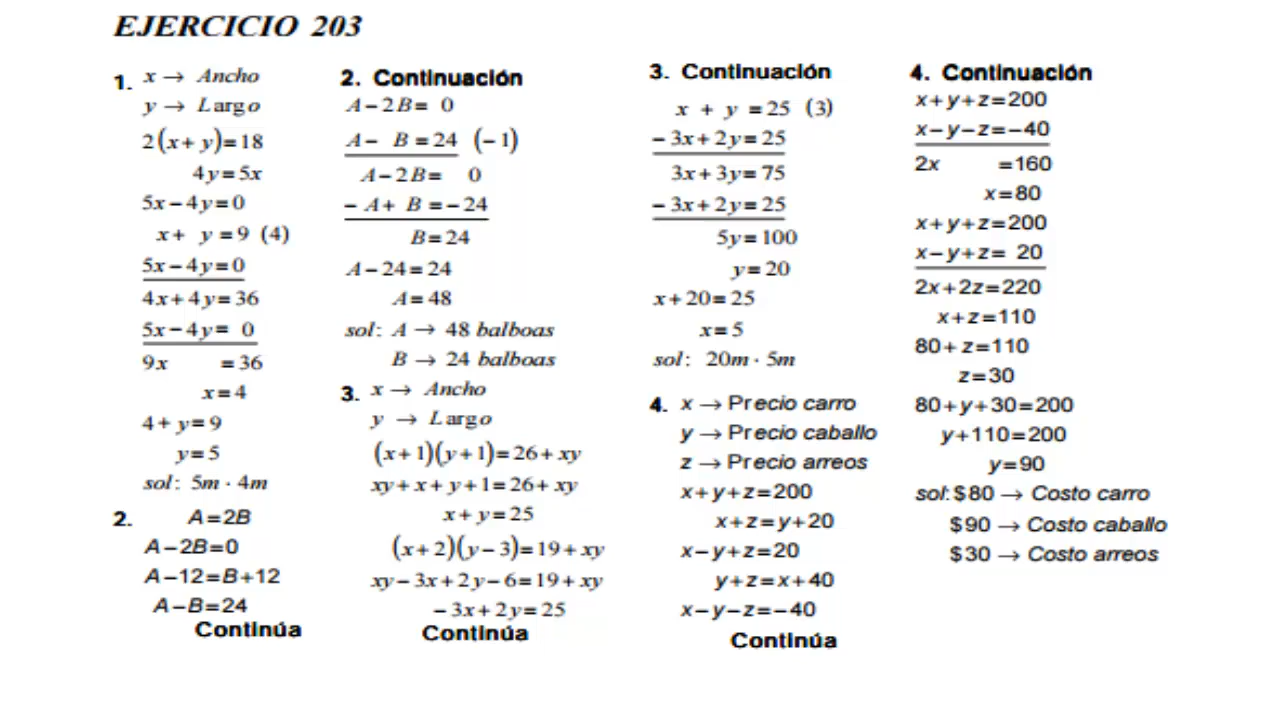 EJERCICIO 203
1. x → Ancho
y → Largo
2(x+y)=18
4y=5x
5x−4y=0
x+ y=9 (4)
5x−4y=0
4x+4y=36
5x−4y= 0
9x =36
x=4
4+y=9
y=5
sol: 5m · 4m
2. A=2B
A−2B=0
A−12=B+12
A−B=24
Continúa
2. Continuación
A−2B= 0
A− B=24 (−1)
A−2B= 0
−A+ B=−24
B=24
A−24=24
A=48
sol: A → 48 balboas
B → 24 balboas
3. x → Ancho
y → Largo
(x+1)(y+1)=26+xy
xy+x+y+1=26+xy
x+y=25
(x+2)(y−3)=19+xy
xy−3x+2y−6=19+xy
−3x+2y=25
Continúa
3. Continuación
x + y =25 (3)
−3x+2y=25
3x+3y=75
−3x+2y=25
5y=100
y=20
x+20=25
x=5
sol: 20m · 5m
4. x → Precio carro
y → Precio caballo
z → Precio arreos
x+y+z=200
x+z=y+20
x−y+z=20
y+z=x+40
x−y−z=−40
Continúa
4. Continuación
x+y+z=200
x−y−z=−40
2x =160
x=80
x+y+z=200
x−y+z= 20
2x+2z=220
x+z=110
80+z=110
z=30
80+y+30=200
y+110=200
y=90
sol: $80 → Costo carro
$90 → Costo caballo
$30 → Costo arreos